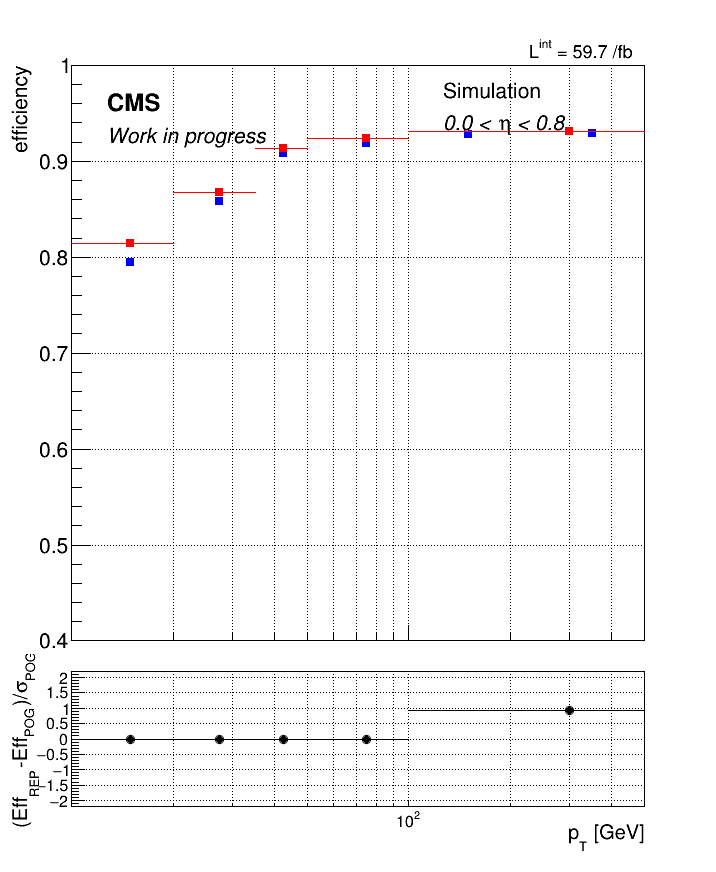 L^int = 59.7 /fb
efficiency
CMS
Work in progress
Simulation
0.0 < η < 0.8
1
0.9
0.8
0.7
0.6
0.5
0.4
(Eff_REP -Eff_POG)/σ_POG
2
1.5
1
0.5
0
−0.5
−1
−1.5
−2
10^2
p_T [GeV]